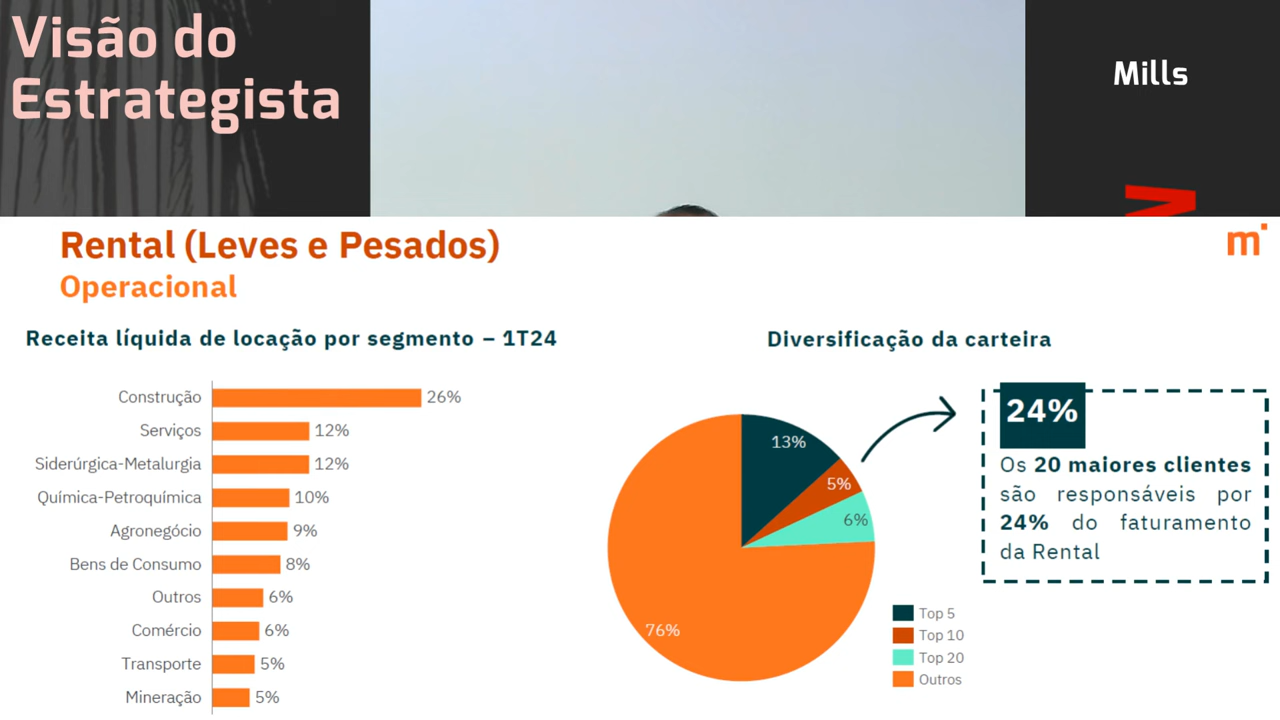 Visão do
Estrategista
Mills
m
Rental (Leves e Pesados)
Operacional
Receita líquida de locação por segmento – 1T24
Construção 26%
Serviços 12%
Siderúrgica-Metalurgia 12%
Química-Petroquímica 10%
Agronegócio 9%
Bens de Consumo 8%
Outros 6%
Comércio 6%
Transporte 5%
Mineração 5%
Diversificação da carteira
13%
5%
6%
76%
Top 5
Top 10
Top 20
Outros
24%
Os 20 maiores clientes
são responsáveis por
24% do faturamento
da Rental